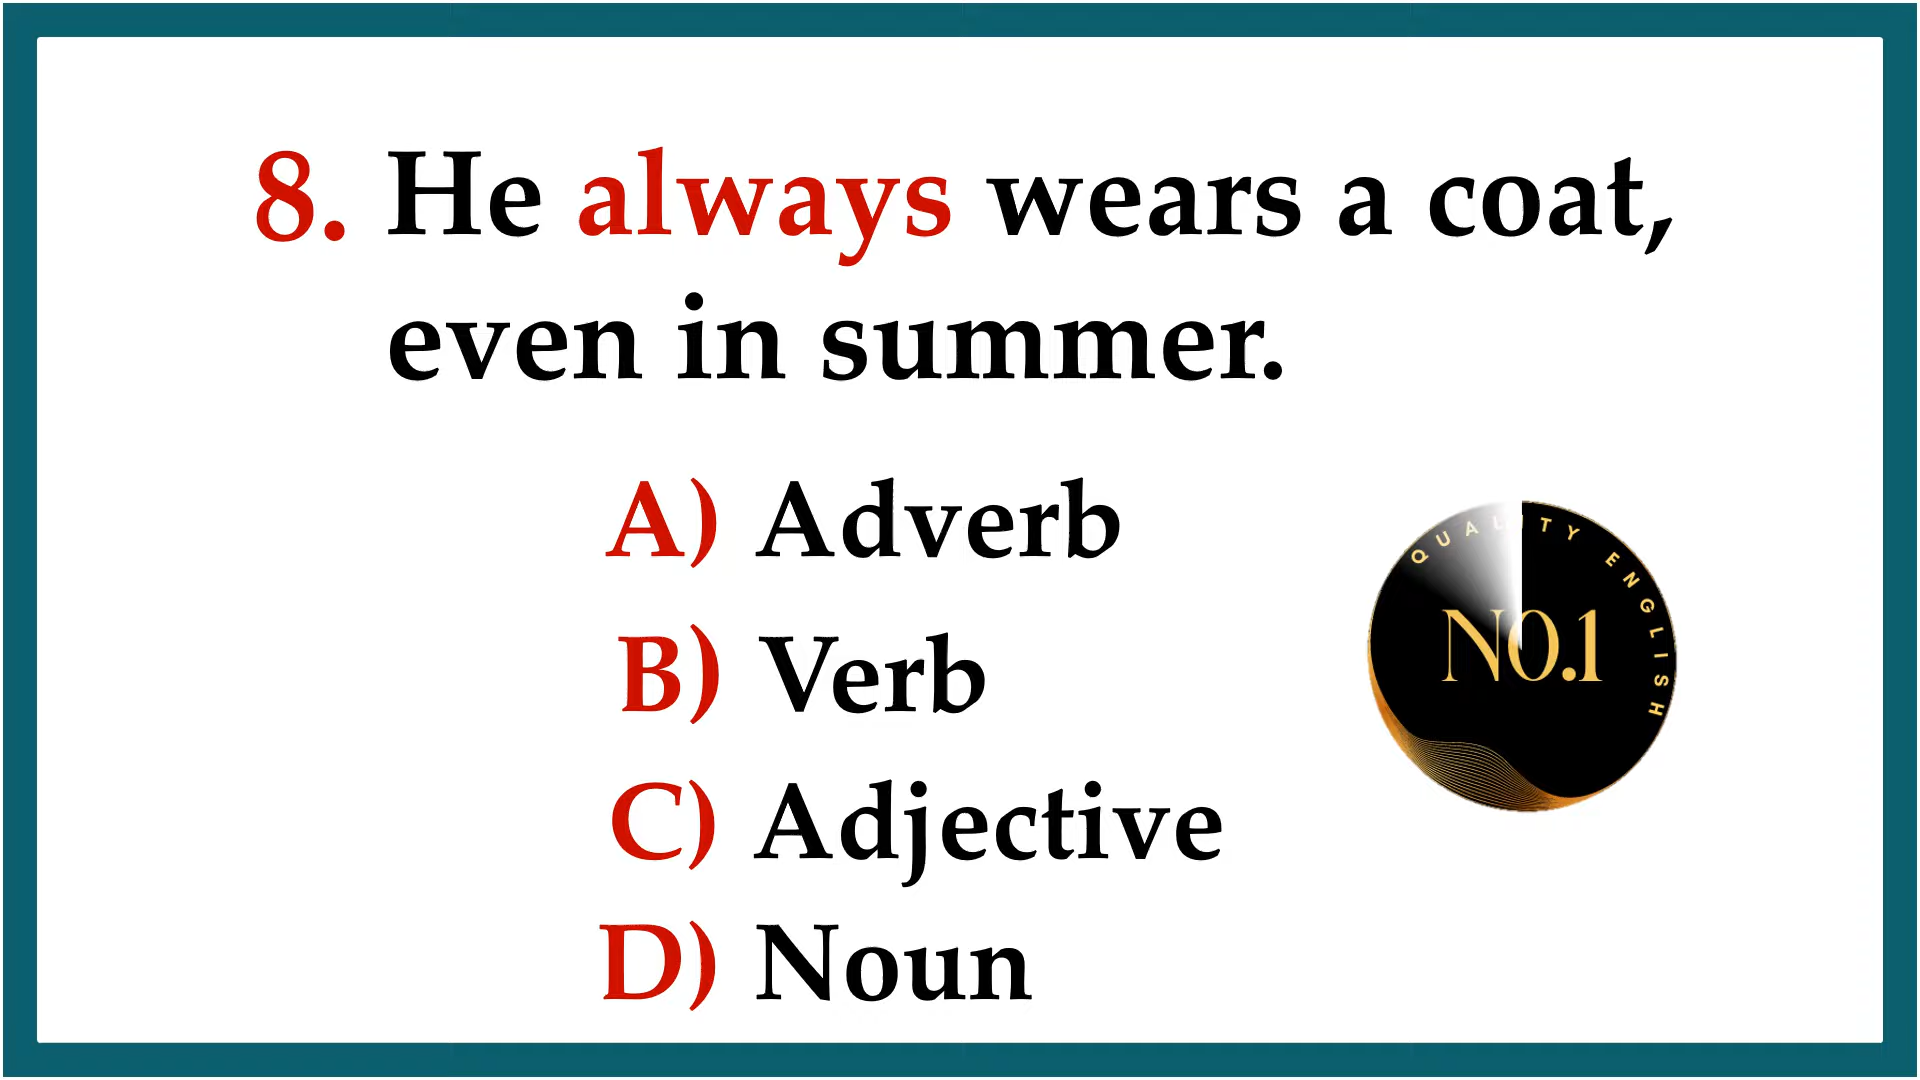 8. He always wears a coat,
even in summer.
A) Adverb
B) Verb
C) Adjective
D) Noun
QUALITY ENGLISH
NO.1